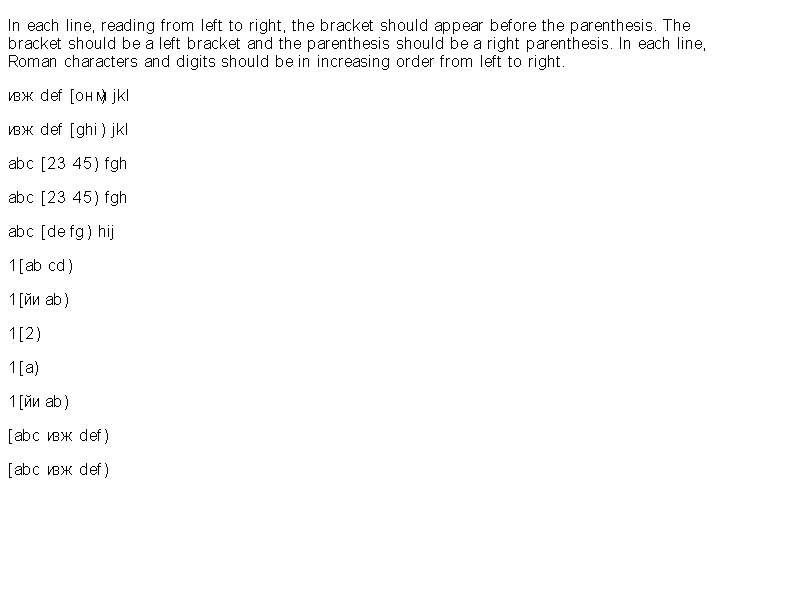 In each line, reading from left to right, the bracket should appear before the parenthesis. The
bracket should be a left bracket and the parenthesis should be a right parenthesis. In each line,
Roman characters and digits should be in increasing order from left to right.
изж def [онм) jkl
изж def [ghi) jkl
abc [23 45) fgh
abc [23 45) fgh
abc [de fg) hij
1[ab cd)
1[йи ab)
1[2)
1[a)
1[йи ab)
[abc изж def)
[abc изж def)